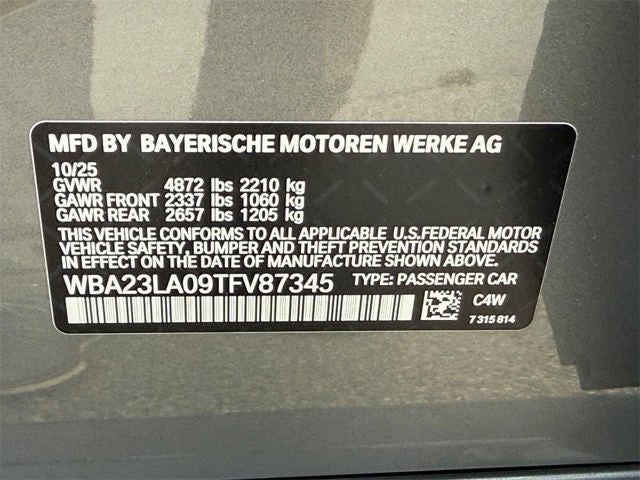 MFD BY BAYERISCHE MOTOREN WERKE AG
10/25
GVWR 4872 lbs 2210 kg
GAWR FRONT 2337 lbs 1060 kg
GAWR REAR 2657 lbs 1205 kg
THIS VEHICLE CONFORMS TO ALL APPLICABLE U.S.FEDERAL MOTOR
VEHICLE SAFETY, BUMPER AND THEFT PREVENTION STANDARDS
IN EFFECT ON THE DATE OF MANUFACTURE SHOWN ABOVE.
WBA23LA09TFV87345 TYPE: PASSENGER CAR
C4W
7 315 814